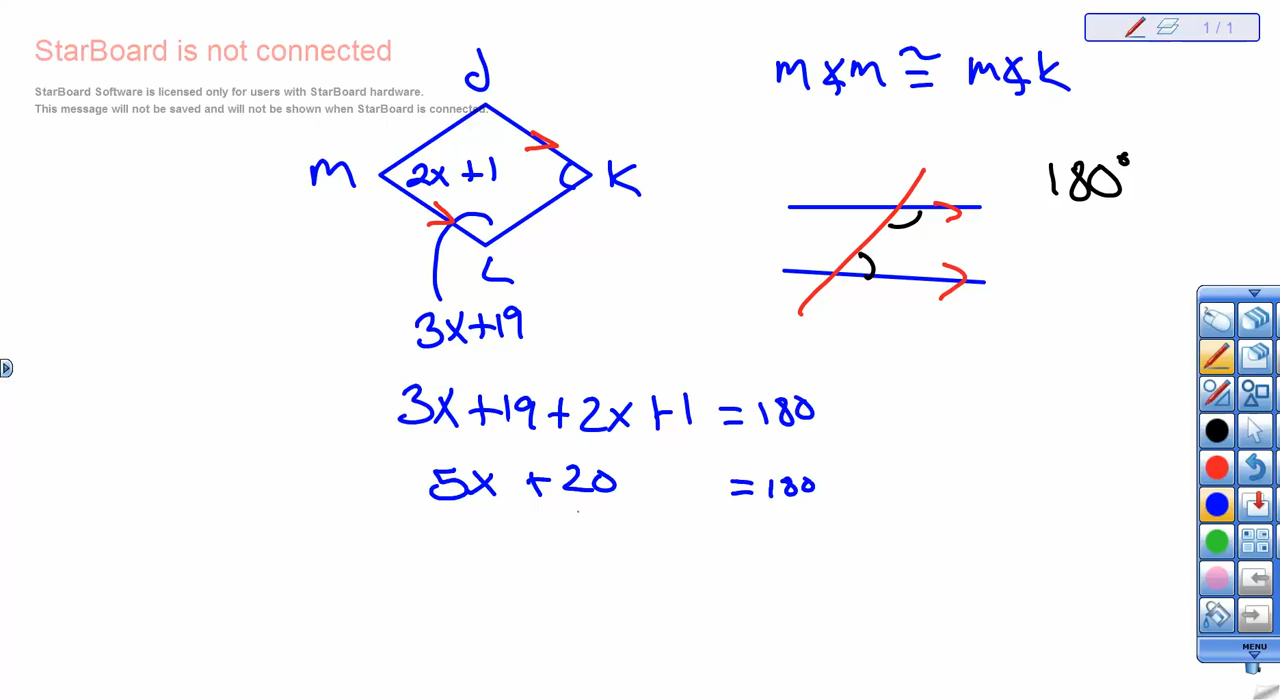 StarBoard is not connected
StarBoard Software is licensed only for users with StarBoard hardware.
This message will not be saved and will not be shown when StarBoard is connected.
1 / 1
J
m∡m ≅ m∡K
M
2x+1
K
180°
L
3x+19
3x+19+2x+1 =180
5x +20 =180
MENU